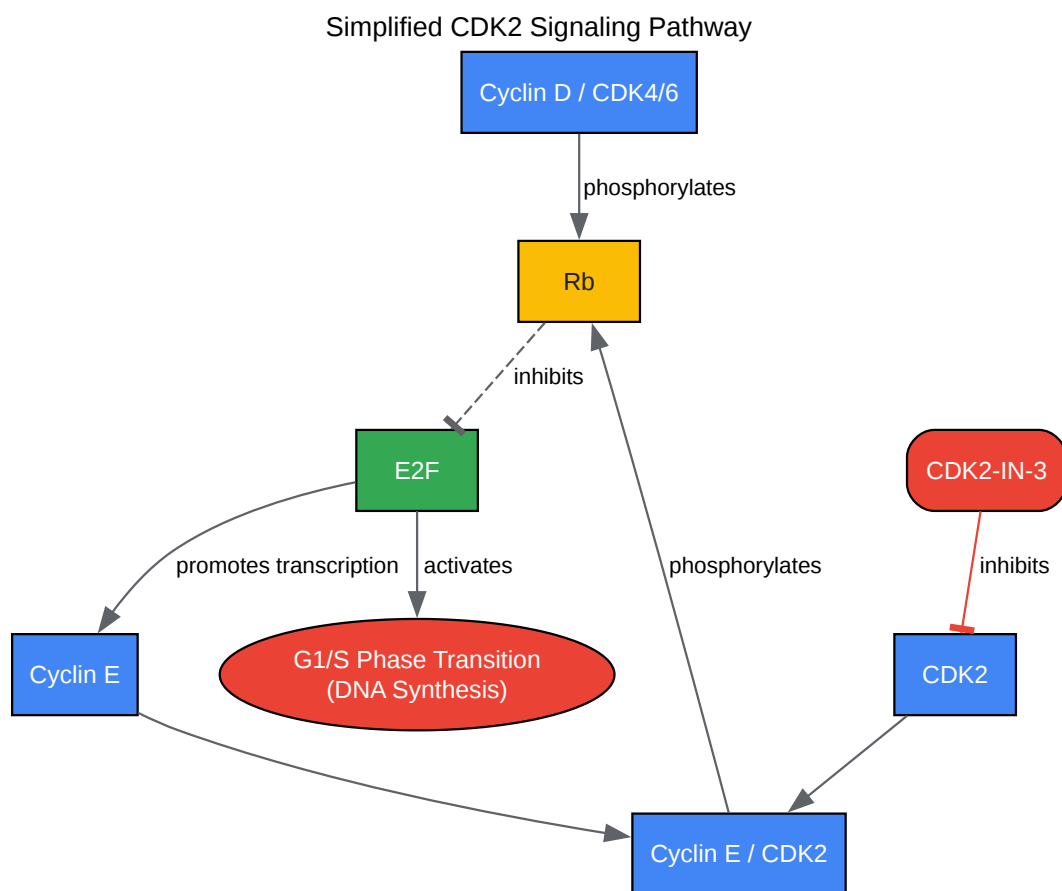 Simplified CDK2 Signaling Pathway
Cyclin D / CDK4/6
phosphorylates
Rb
inhibits
E2F
CDK2-IN-3
promotes transcription
activates
phosphorylates
inhibits
Cyclin E
G1/S Phase Transition
(DNA Synthesis)
CDK2
Cyclin E / CDK2